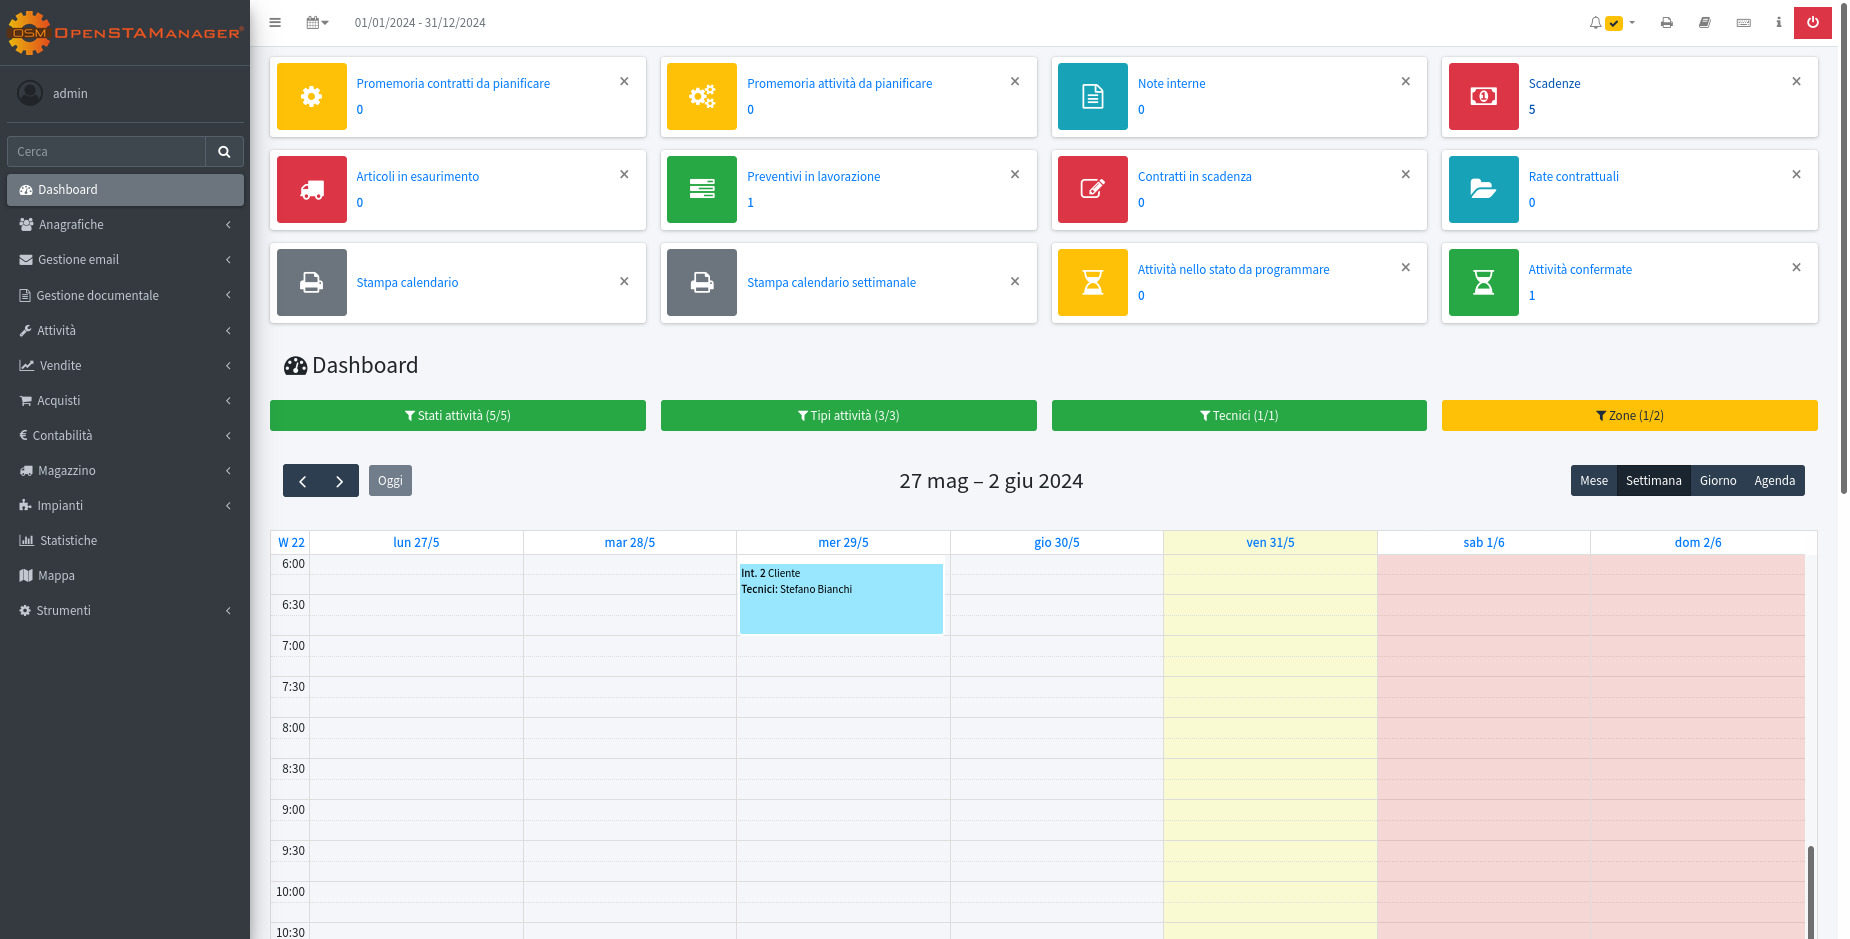 OSM OpenSTAManager®
01/01/2024 - 31/12/2024
admin
Cerca
Dashboard
Anagrafiche
Gestione email
Gestione documentale
Attività
Vendite
Acquisti
€ Contabilità
Magazzino
Impianti
Statistiche
Mappa
Strumenti
Promemoria contratti da pianificare
0
Promemoria attività da pianificare
0
Note interne
0
Scadenze
5
Articoli in esaurimento
0
Preventivi in lavorazione
1
Contratti in scadenza
0
Rate contrattuali
0
Stampa calendario
Stampa calendario settimanale
Attività nello stato da programmare
0
Attività confermate
1
Dashboard
Stati attività (5/5)
Tipi attività (3/3)
Tecnici (1/1)
Zone (1/2)
Oggi
27 mag – 2 giu 2024
Mese Settimana Giorno Agenda
W 22 lun 27/5 mar 28/5 mer 29/5 gio 30/5 ven 31/5 sab 1/6 dom 2/6
6:00
Int. 2 Cliente
Tecnici: Stefano Bianchi
6:30
7:00
7:30
8:00
8:30
9:00
9:30
10:00
10:30